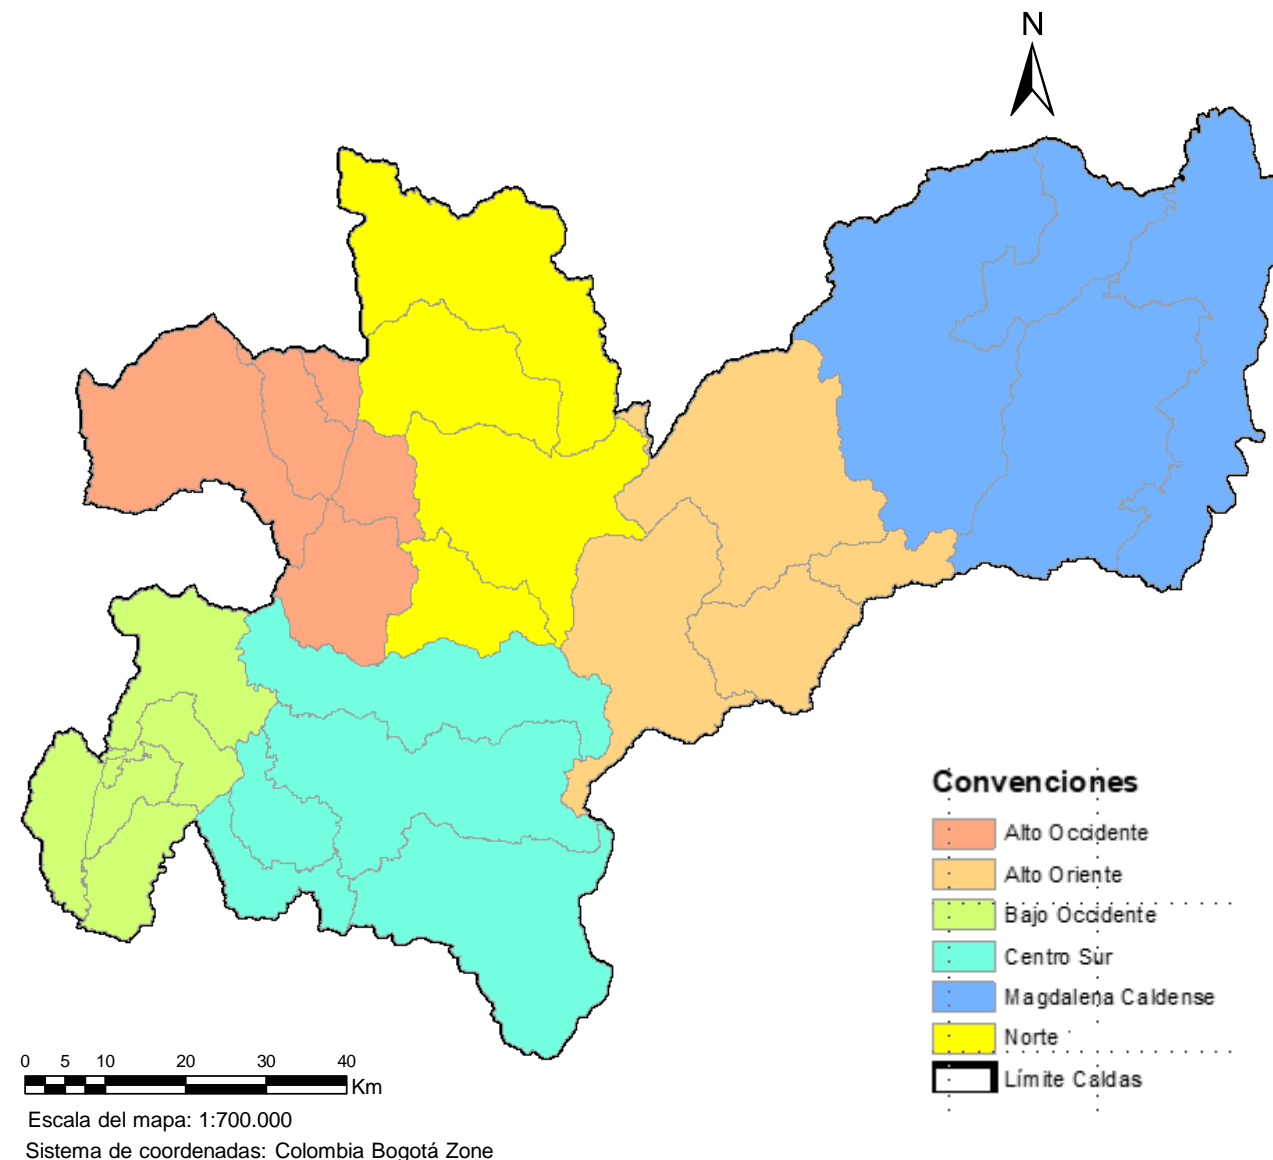 N
Convenciones
Alto Occidente
Alto Oriente
Bajo Occidente
Centro Sur
Magdalena Caldense
Norte
Límite Caldas
0 5 10 20 30 40
Km
Escala del mapa: 1:700.000
Sistema de coordenadas: Colombia Bogotá Zone